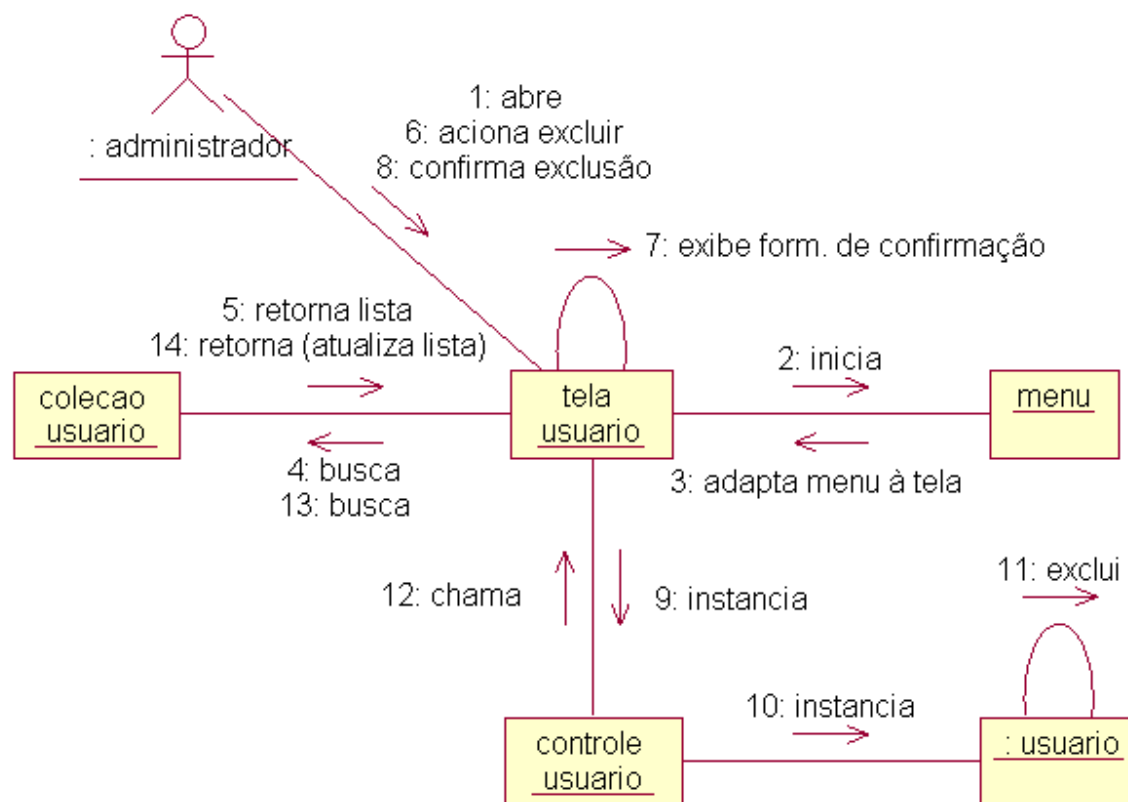 1: abre
6: aciona excluir
8: confirma exclusão
: administrador
7: exibe form. de confirmação
5: retorna lista
14: retorna (atualiza lista)
2: inicia
colecao
usuario
tela
usuario
menu
4: busca
13: busca
3: adapta menu à tela
11: exclui
12: chama
9: instancia
10: instancia
controle
usuario
: usuario